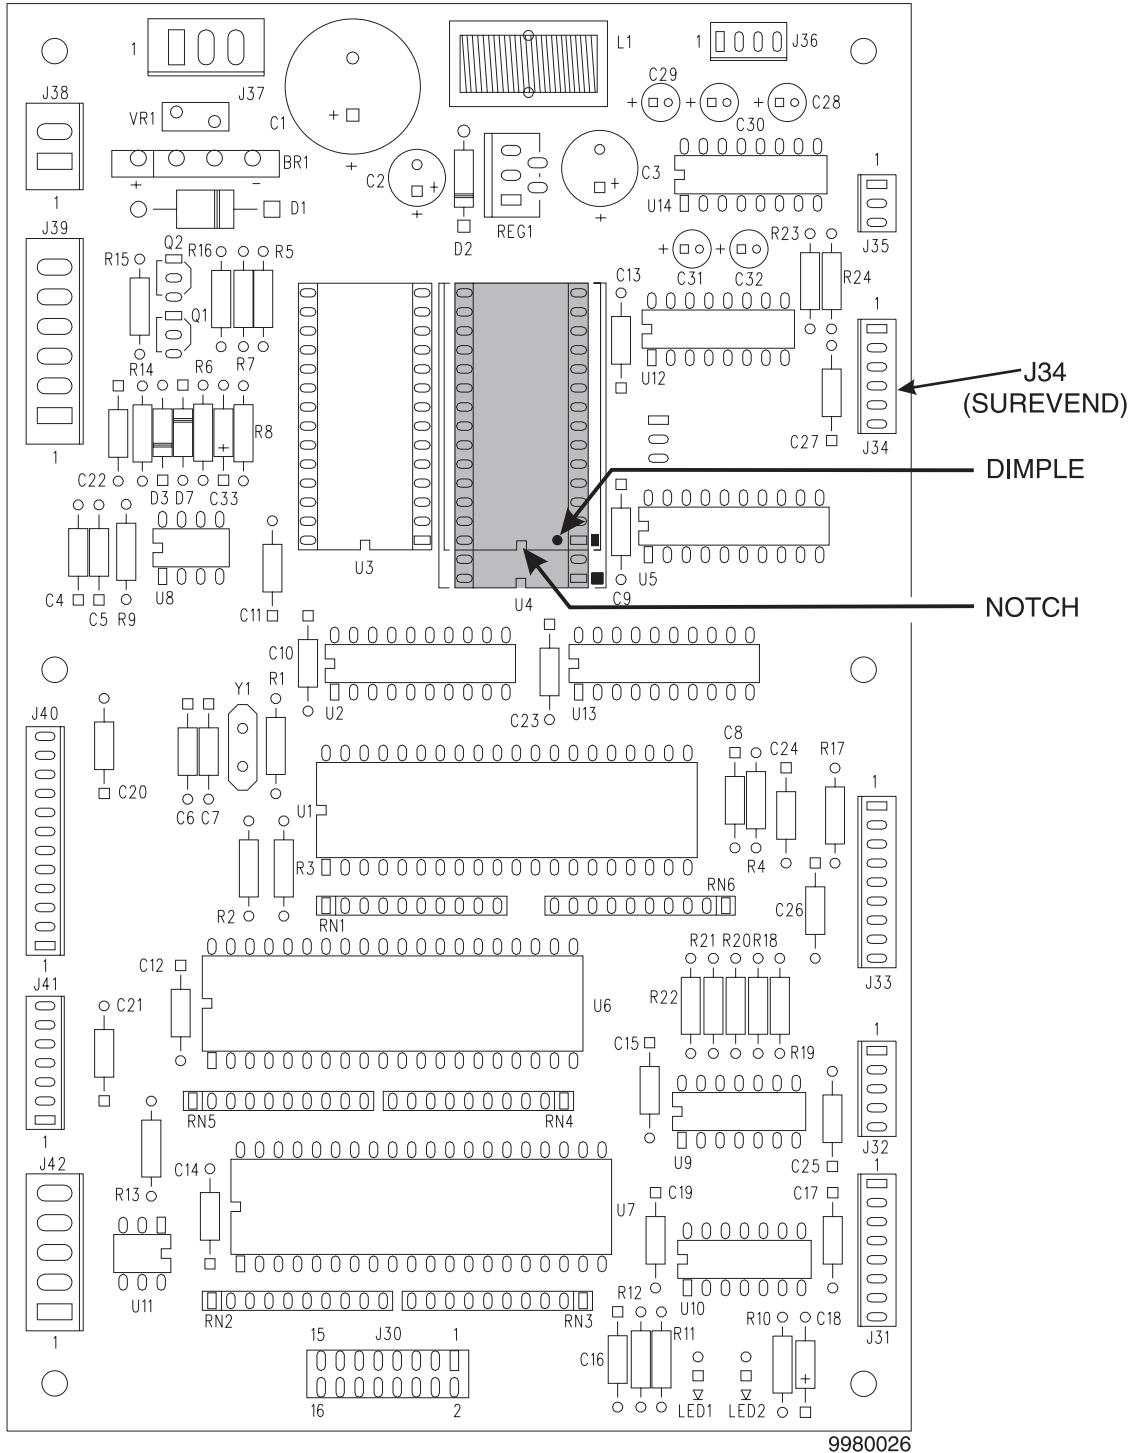 1 J37
L1
1 J36
J38
1
VR1
C1
+
+
C29
+ + +
C30
C28
BR1
+ -
D1
C2
+
+
D2
REG1
C3
+
+
U14
1
J35
J39
1
R15
Q2
R16
R5
Q1
R7
C13
+ +
C31 C32
R23
R24
U12
1
J34
C27
J34
(SUREVEND)
R14
R6
R8
+
C22
D3 D7 C33
DIMPLE
U3
U4
U5
C9
NOTCH
C4
C5 R9
U8
C11
C10
U2
C23
U13
J40
1
C20
C6 C7
Y1
R1
U1
R2
R3
C8
R4
C24
R17
1
J33
RN1
RN6
C26
C12
U6
R21 R20 R18
R22
R19
J41
1
C21
C15
1
J32
RN5
RN4
U9
C25
J42
1
R13
C14
U7
C19
C17
1
J31
U11
U10
RN2
RN3
15 J30 1
16 2
R12
R11
C16
LED1
LED2
R10
C18
+
9980026